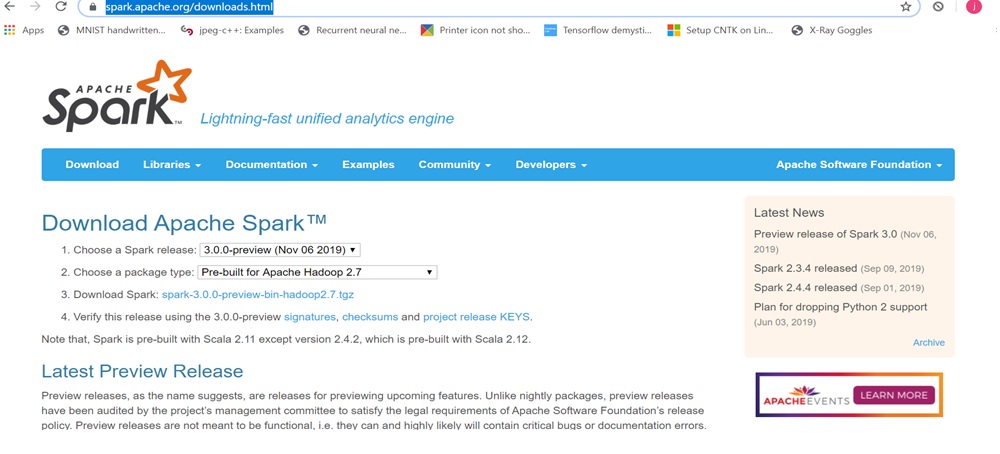 spark.apache.org/downloads.html
j
Apps MNIST handwritten... jpeg-c++: Examples Recurrent neural ne... Printer icon not sho... Tensorflow demysti... Setup CNTK on Lin... X-Ray Goggles
APACHE
Spark™
Lightning-fast unified analytics engine
Download Libraries Documentation Examples Community Developers Apache Software Foundation
Download Apache Spark™
1. Choose a Spark release: 3.0.0-preview (Nov 06 2019)
2. Choose a package type: Pre-built for Apache Hadoop 2.7
3. Download Spark: spark-3.0.0-preview-bin-hadoop2.7.tgz
4. Verify this release using the 3.0.0-preview signatures, checksums and project release KEYS.
Note that, Spark is pre-built with Scala 2.11 except version 2.4.2, which is pre-built with Scala 2.12.
Latest Preview Release
Preview releases, as the name suggests, are releases for previewing upcoming features. Unlike nightly packages, preview releases
have been audited by the project's management committee to satisfy the legal requirements of Apache Software Foundation's release
policy. Preview releases are not meant to be functional, i.e. they can and highly likely will contain critical bugs or documentation errors.
Latest News
Preview release of Spark 3.0 (Nov 06,
2019)
Spark 2.3.4 released (Sep 09, 2019)
Spark 2.4.4 released (Sep 01, 2019)
Plan for dropping Python 2 support
(Jun 03, 2019)
Archive
APACHEEVENTS LEARN MORE